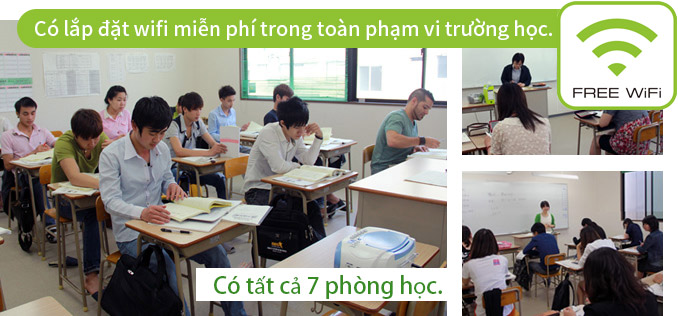 Có lắp đặt wifi miễn phí trong toàn phạm vi trường học.
FREE WiFi
Có tất cả 7 phòng học.